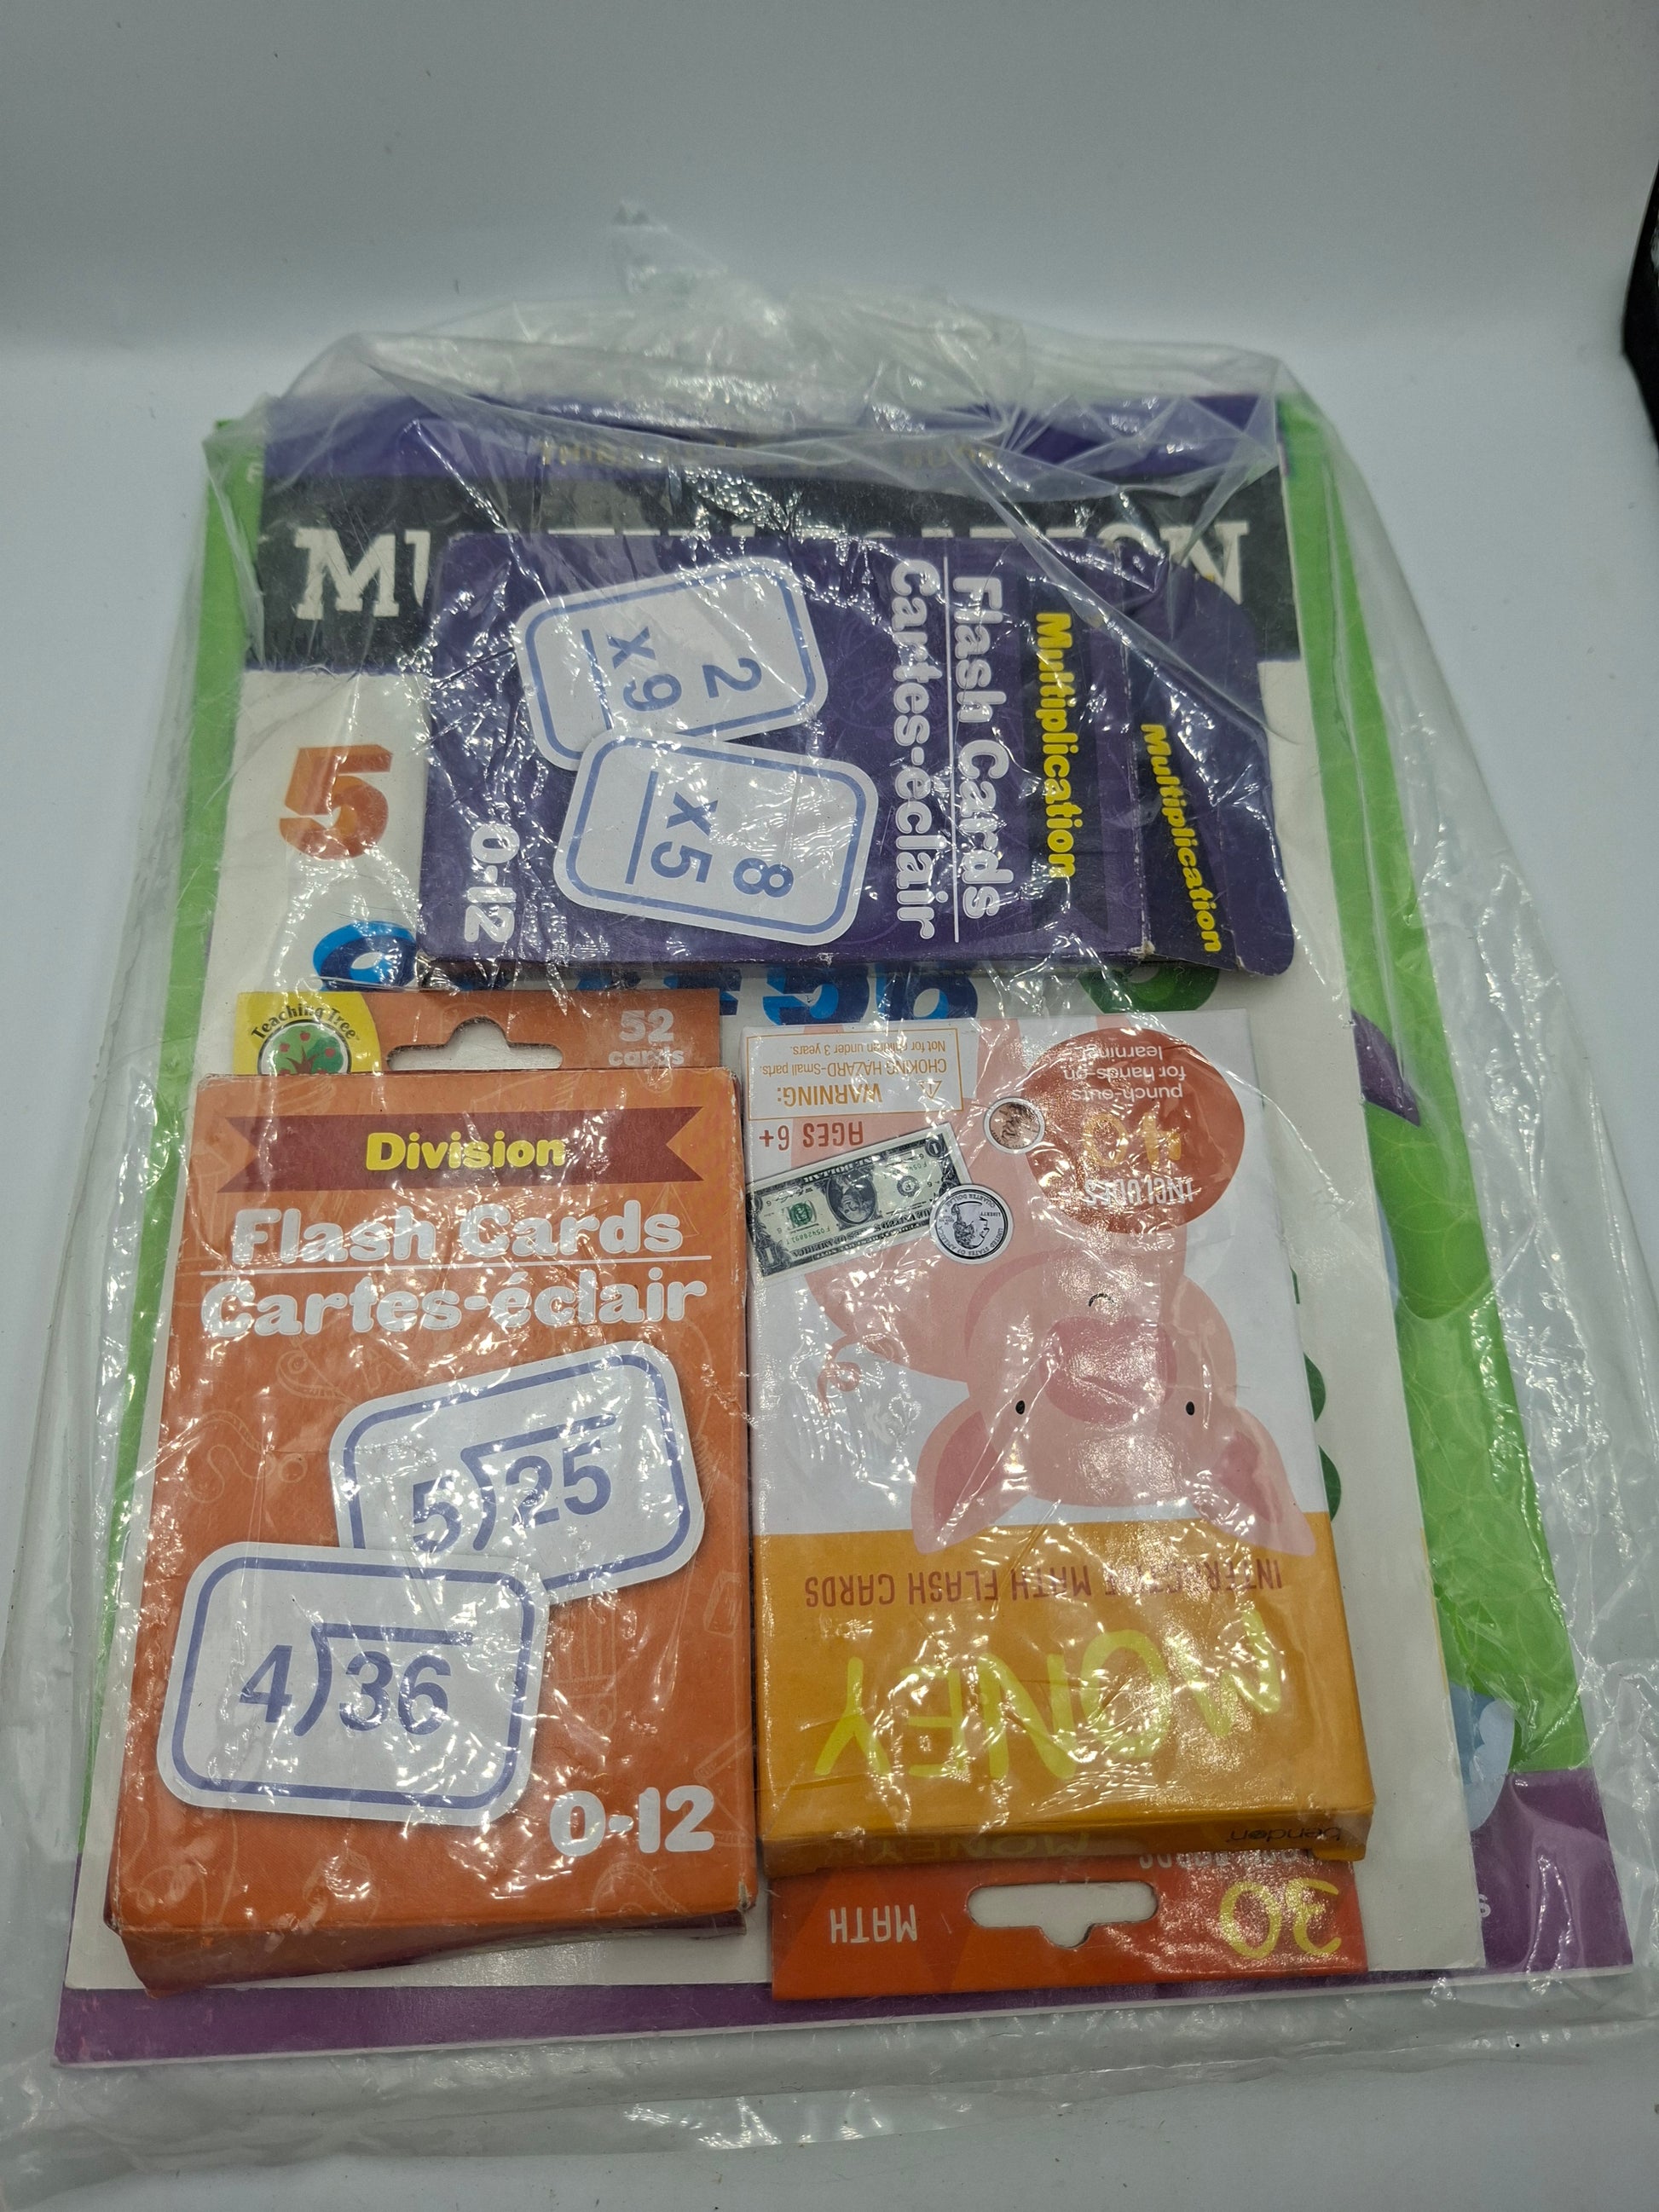 Multiplication
Multiplication
Flash Cards
Cartes-éclair
2
x 9
8
x 5
0-12
5
Teaching Tree
52
cards
Division
Flash Cards
Cartes-éclair
5)25
4)36
0-12
30
MATH
bendon
MONEY
MONEY
INTERACTIVE MATH FLASH CARDS
INCLUDES
40
punch-outs
for hands-on
learning!
AGES 6+
WARNING:
CHOKING HAZARD-Small parts.
Not for children under 3 years.